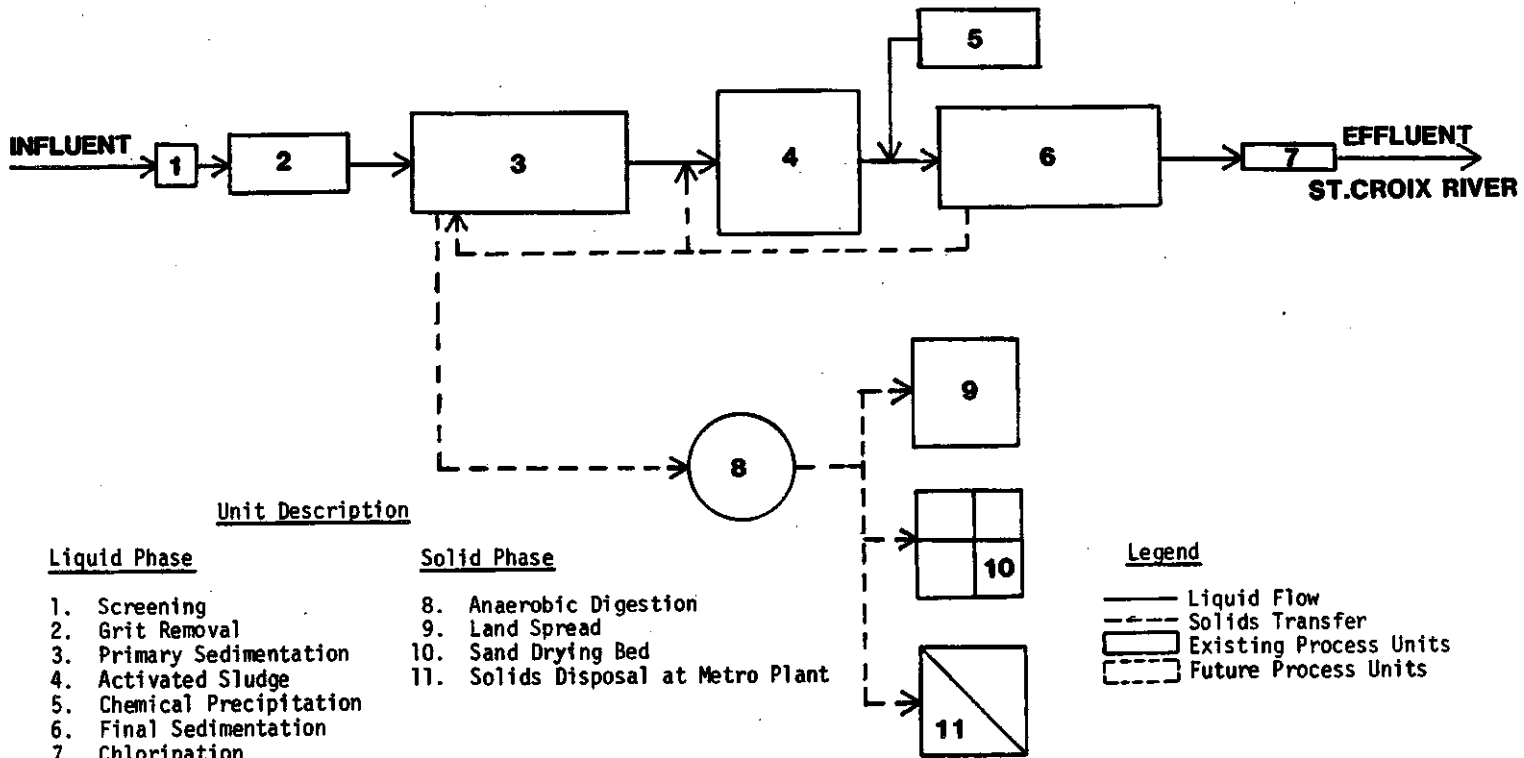 5
INFLUENT
1
2
3
4
6
7
EFFLUENT
ST.CROIX RIVER
8
9
10
11
Unit Description
Liquid Phase
1. Screening
2. Grit Removal
3. Primary Sedimentation
4. Activated Sludge
5. Chemical Precipitation
6. Final Sedimentation
7. Chlorination
Solid Phase
8. Anaerobic Digestion
9. Land Spread
10. Sand Drying Bed
11. Solids Disposal at Metro Plant
Legend
Liquid Flow
Solids Transfer
Existing Process Units
Future Process Units